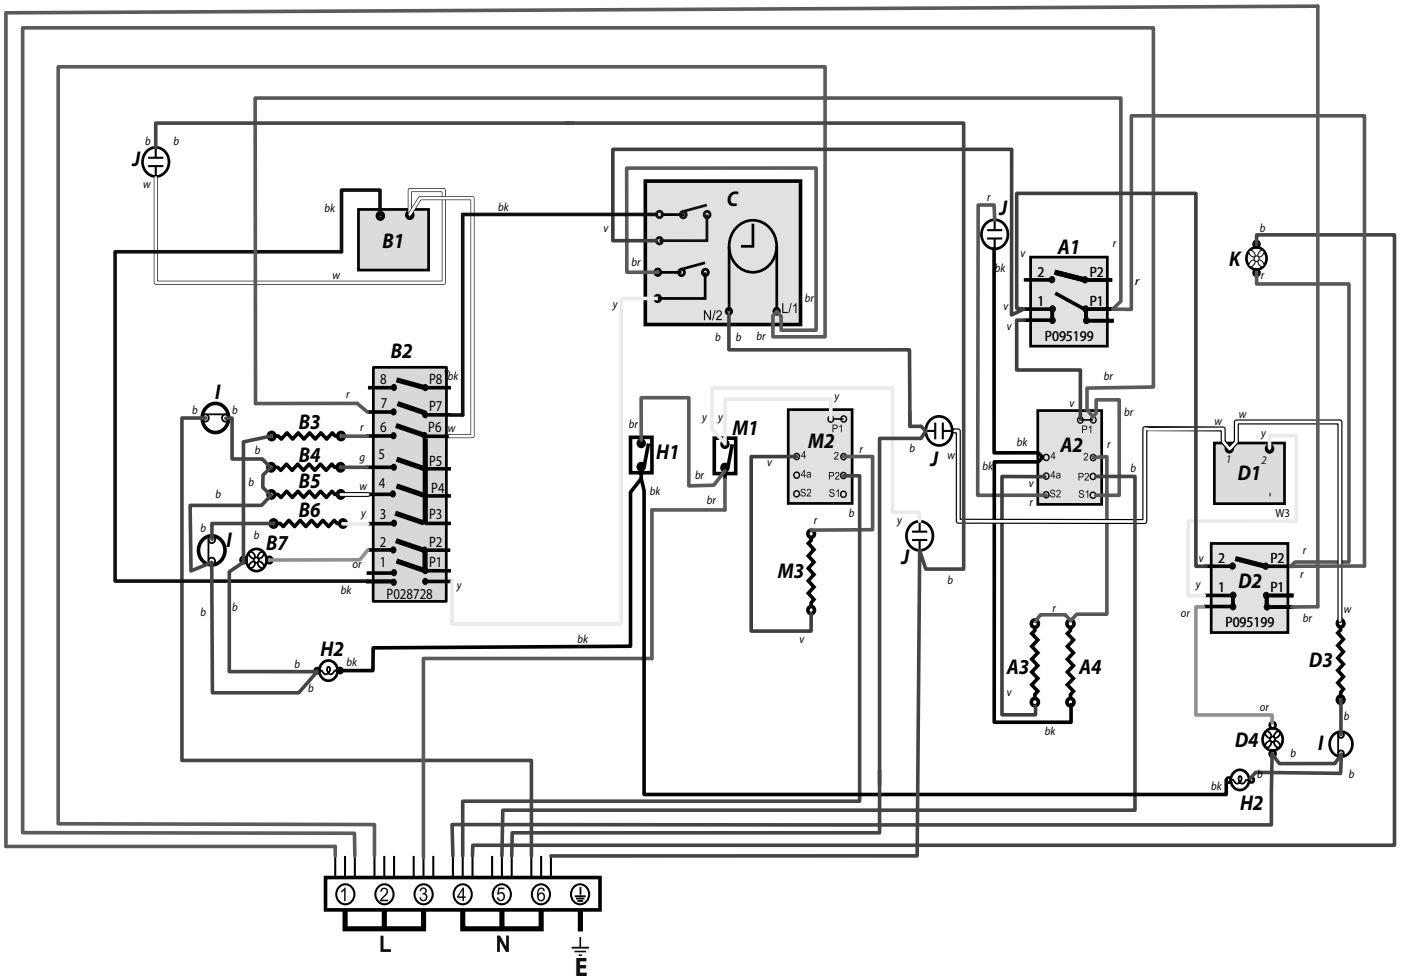 b
b
J
w
bk
B1
w
bk
v
br
y
C
N/2
L/1
br
b
b
br
r
J
bk
v
A1
r
r
2
P2
1
P1
v
v
P095199
b
K
r
B2
8
P8
bk
7
P7
r
6
P6
w
5
P5
4
P4
3
P3
2
P2
1
P1
y
P028728
I
b
b
B3
r
b
B4
g
b
B5
w
B6
y
b
b
I
B7
or
bk
b
b
H2
b
bk
b
bk
br
H1
bk
y
y
y
M1
br
br
M2
P1
4
2
v
r
4a
P2
S2
S1
b
r
M3
v
y
J
b
b
J
w
br
v
br
P1
A2
bk
4
2
r
bk
4a
P2
b
v
S2
S1
r
r
A3
A4
v
bk
w
w
y
1
2
D1
W3
v
2
P2
r
r
y
1
D2
P1
or
P095199
br
w
D3
or
b
D4
b
I
bk
b
b
H2
1
2
3
4
5
6
L
N
E